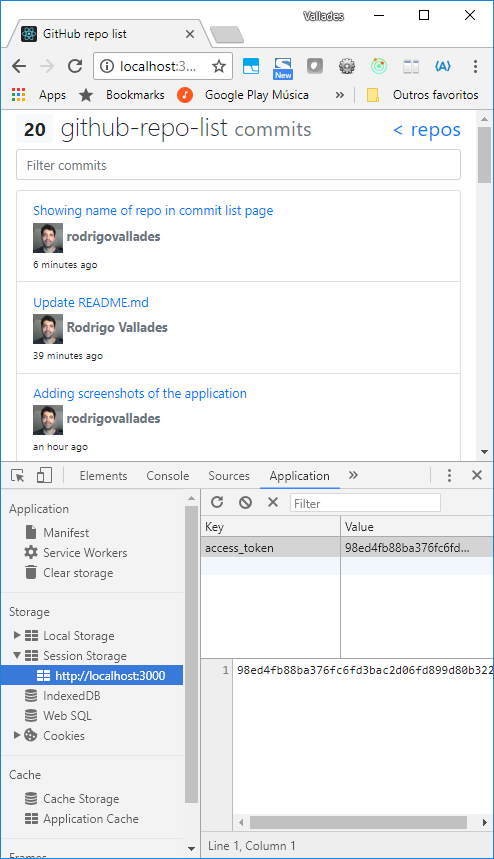 Vallades
GitHub repo list
localhost:3...
New
Apps Bookmarks Google Play Música » Outros favoritos
20 github-repo-list commits < repos
Filter commits
Showing name of repo in commit list page
rodrigovallades
6 minutes ago
Update README.md
Rodrigo Vallades
39 minutes ago
Adding screenshots of the application
rodrigovallades
an hour ago
Elements Console Sources Application »
Application
Manifest
Service Workers
Clear storage
Storage
Local Storage
Session Storage
http://localhost:3000
IndexedDB
Web SQL
Cookies
Cache
Cache Storage
Application Cache
Frames
Filter
Key Value
access_token 98ed4fb88ba376fc6fd...
1 98ed4fb88ba376fc6fd3bac2d06fd899d80b322
Line 1, Column 1